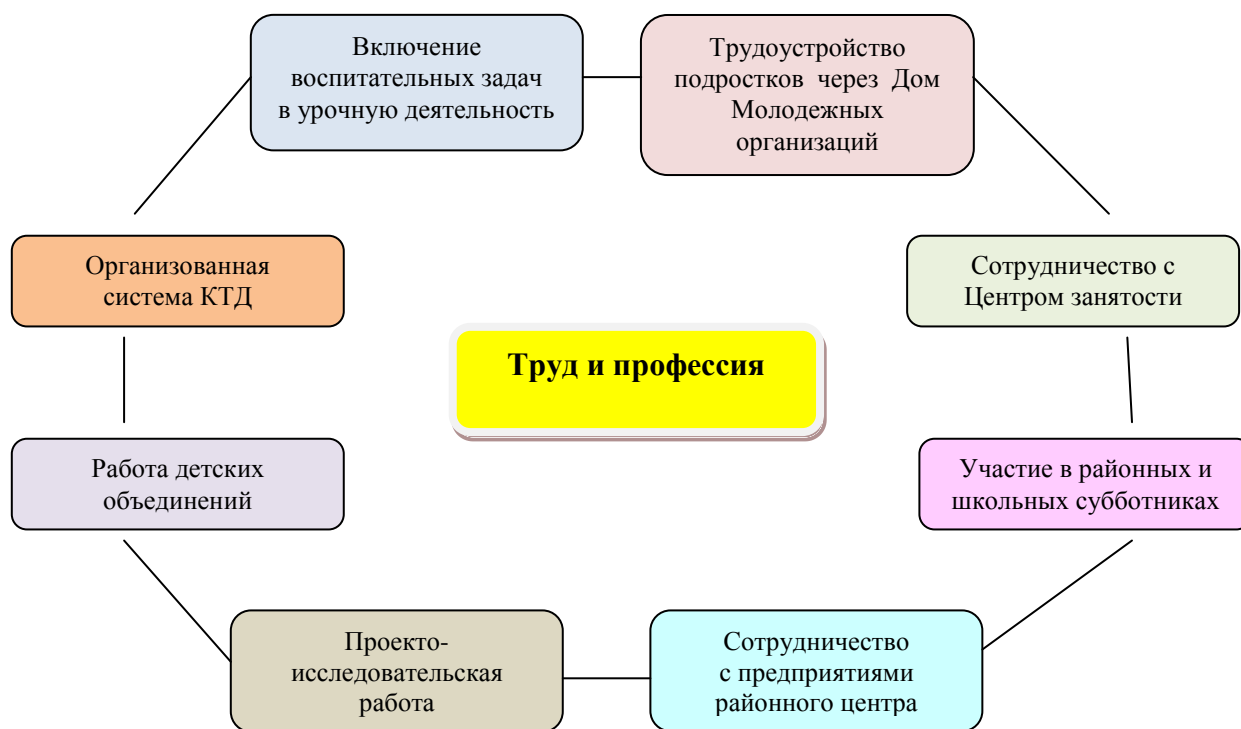 Включение
воспитательных задач
в урочную деятельность
Трудоустройство
подростков через Дом
Молодежных
организаций
Организованная
система КТД
Сотрудничество с
Центром занятости
Труд и профессия
Работа детских
объединений
Участие в районных и
школьных субботниках
Проекто-
исследовательская
работа
Сотрудничество
с предприятиями
районного центра